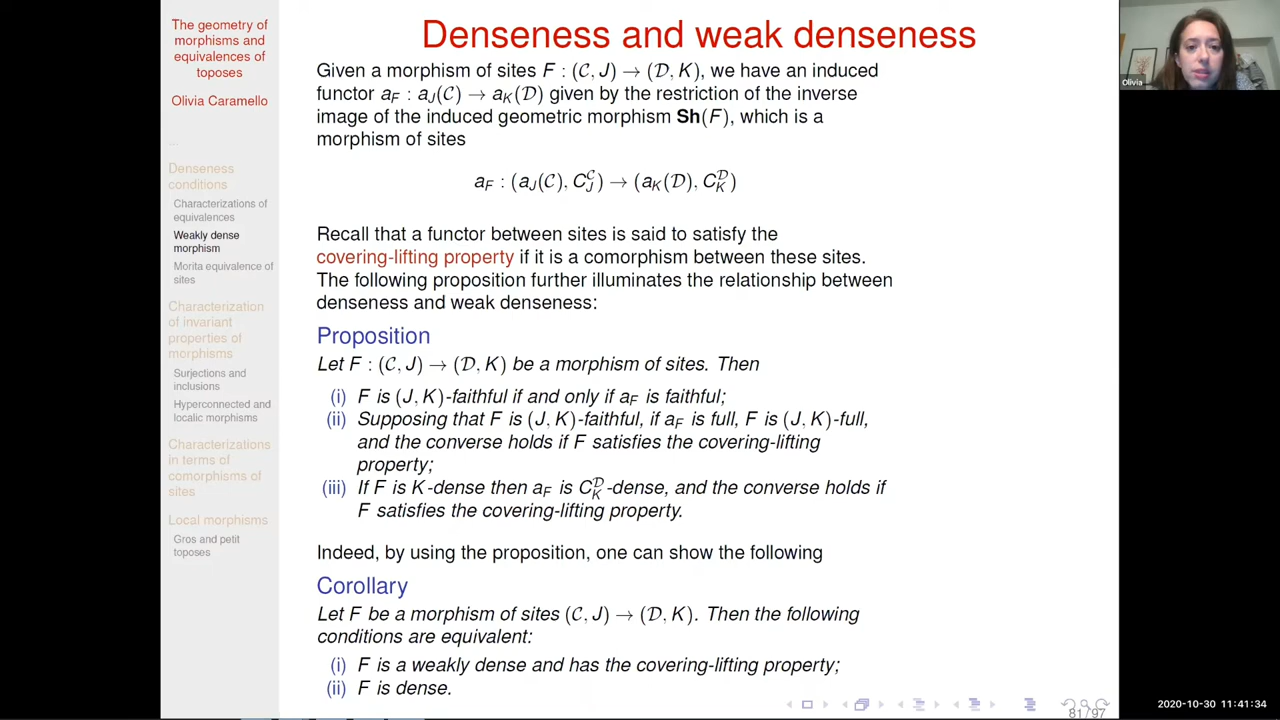 The geometry of
morphisms and
equivalences of
toposes
Olivia Caramello
...
Denseness
conditions
Characterizations of
equivalences
Weakly dense
morphism
Morita equivalence of
sites
Characterization
of invariant
properties of
morphisms
Surjections and
inclusions
Hyperconnected and
localic morphisms
Characterizations
in terms of
comorphisms of
sites
Local morphisms
Gros and petit
toposes
Denseness and weak denseness
Given a morphism of sites F : (𝒞, J) → (𝒟, K), we have an induced
functor a_F : a_J(𝒞) → a_K(𝒟) given by the restriction of the inverse
image of the induced geometric morphism Sh(F), which is a
morphism of sites
a_F : (a_J(𝒞), C_J^𝒞) → (a_K(𝒟), C_K^𝒟)
Recall that a functor between sites is said to satisfy the
covering-lifting property if it is a comorphism between these sites.
The following proposition further illuminates the relationship between
denseness and weak denseness:
Proposition
Let F : (𝒞, J) → (𝒟, K) be a morphism of sites. Then
(i) F is (J, K)-faithful if and only if a_F is faithful;
(ii) Supposing that F is (J, K)-faithful, if a_F is full, F is (J, K)-full,
and the converse holds if F satisfies the covering-lifting
property;
(iii) If F is K-dense then a_F is C_K^𝒟-dense, and the converse holds if
F satisfies the covering-lifting property.
Indeed, by using the proposition, one can show the following
Corollary
Let F be a morphism of sites (𝒞, J) → (𝒟, K). Then the following
conditions are equivalent:
(i) F is a weakly dense and has the covering-lifting property;
(ii) F is dense.
81 / 97
Olivia
2020-10-30 11:41:34